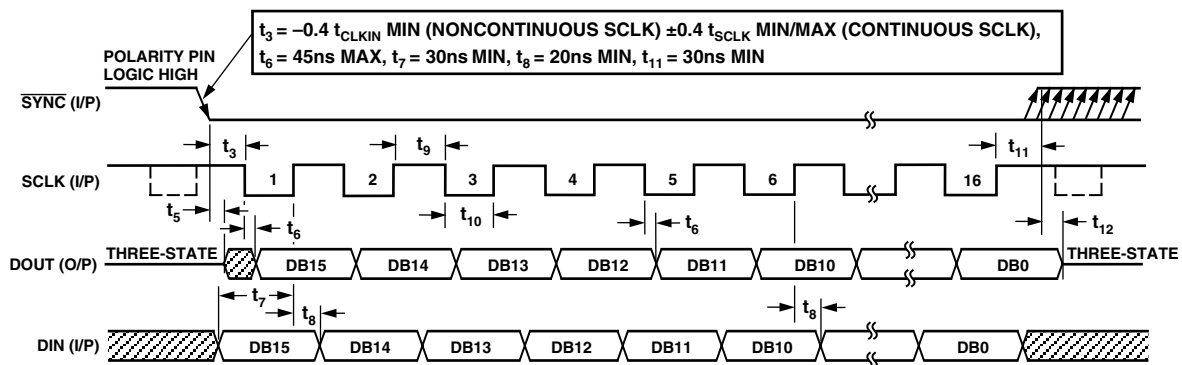 t3 = −0.4 tCLKIN MIN (NONCONTINUOUS SCLK) ±0.4 tSCLK MIN/MAX (CONTINUOUS SCLK),
t6 = 45ns MAX, t7 = 30ns MIN, t8 = 20ns MIN, t11 = 30ns MIN
POLARITY PIN
LOGIC HIGH
SYNC (I/P)
t3 t9 t11
SCLK (I/P) 1 2 3 4 5 6 16
t5 t6 t10 t6 t12
THREE-STATE THREE-STATE
DOUT (O/P) DB15 DB14 DB13 DB12 DB11 DB10 DB0
t7 t8 t8
DIN (I/P) DB15 DB14 DB13 DB12 DB11 DB10 DB0